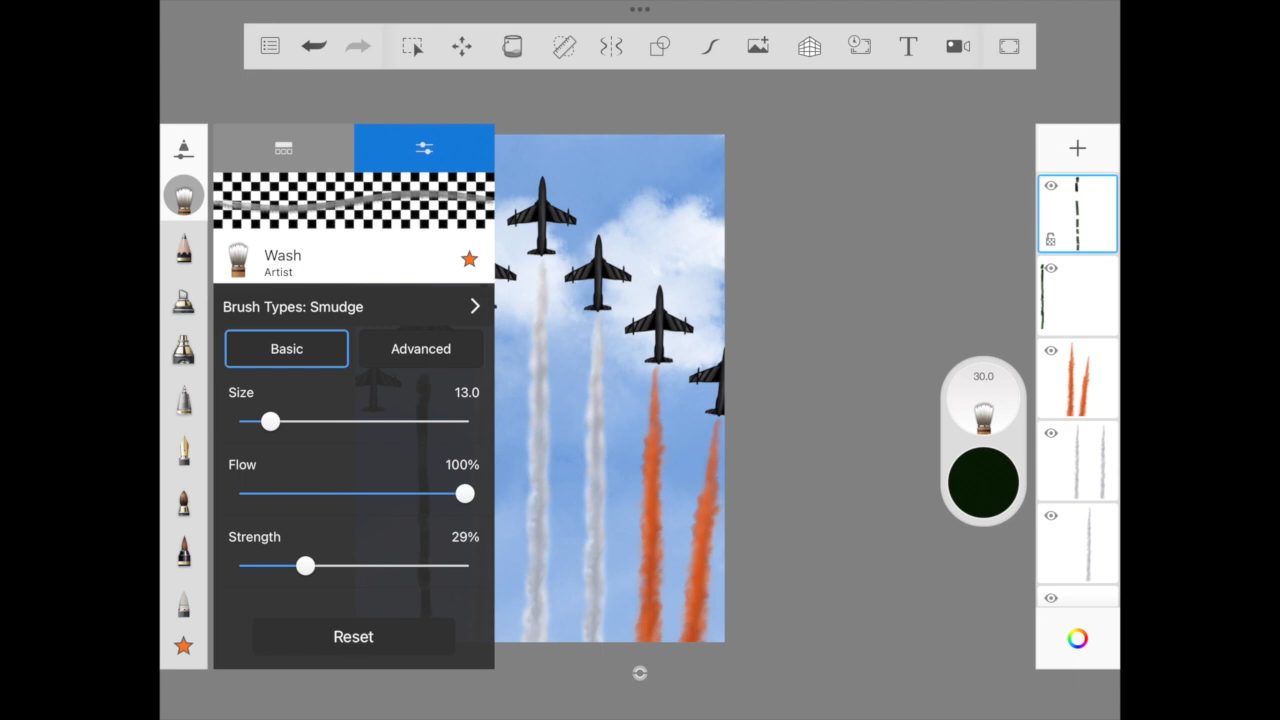 T
Wash
Artist
Brush Types: Smudge
Basic
Advanced
Size
13.0
Flow
100%
Strength
29%
Reset
30.0